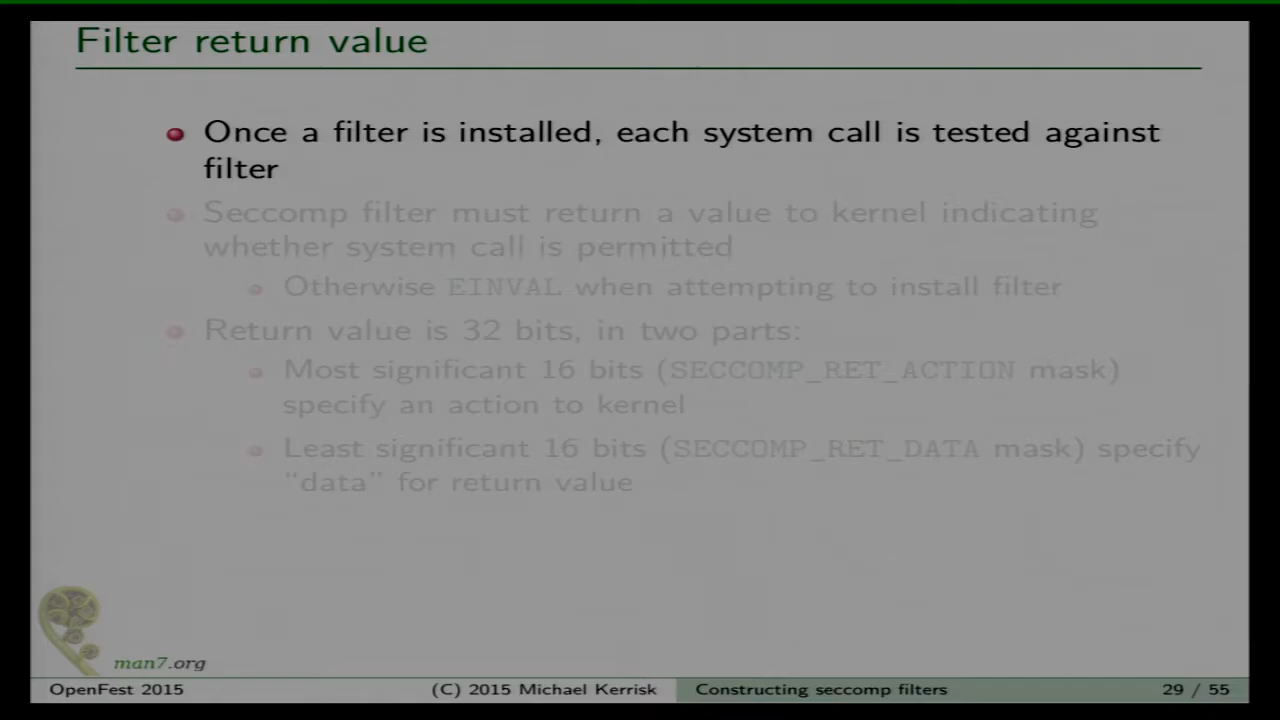 Filter return value
Once a filter is installed, each system call is tested against
filter
Seccomp filter must return a value to kernel indicating
whether system call is permitted
Otherwise EINVAL when attempting to install filter
Return value is 32 bits, in two parts:
Most significant 16 bits (SECCOMP_RET_ACTION mask)
specify an action to kernel
Least significant 16 bits (SECCOMP_RET_DATA mask) specify
“data” for return value
man7.org
OpenFest 2015 (C) 2015 Michael Kerrisk Constructing seccomp filters 29 / 55